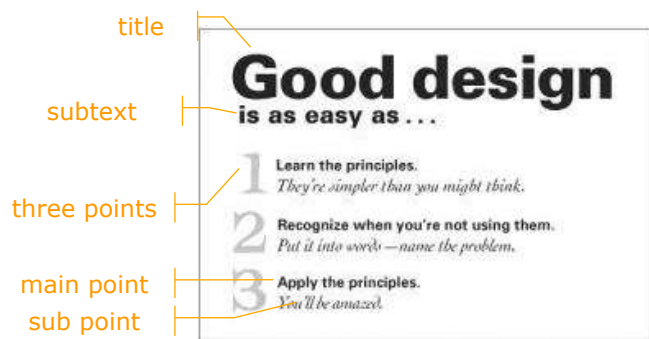 title
Good design
subtext
is as easy as . . .
three points
1
Learn the principles.
They're simpler than you might think.
2
Recognize when you're not using them.
Put it into words—name the problem.
main point
3
Apply the principles.
sub point
You'll be amazed.